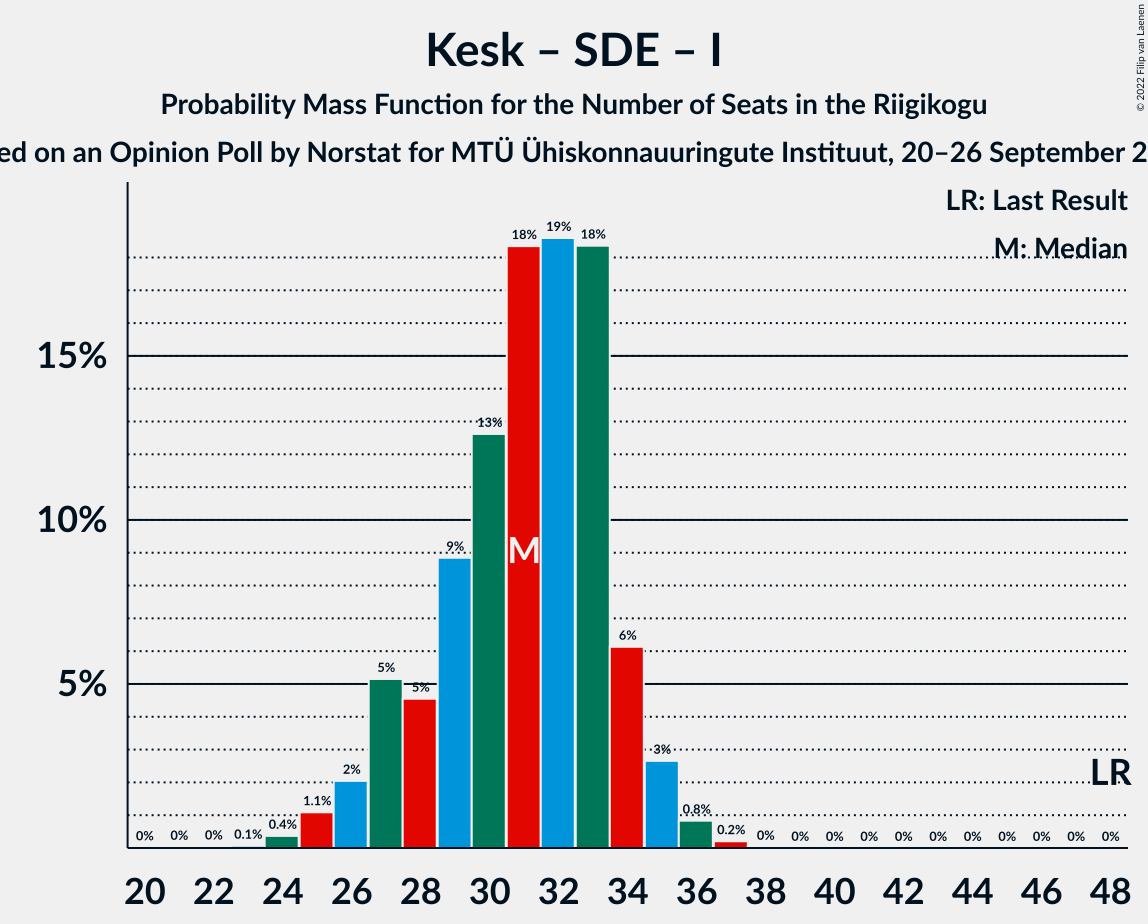 Kesk – SDE – I
Probability Mass Function for the Number of Seats in the Riigikogu
ed on an Opinion Poll by Norstat for MTÜ Ühiskonnauuringute Instituut, 20–26 September 2
© 2022 Filip van Laenen
LR: Last Result
M: Median
15%
10%
5%
0% 0% 0% 0.1% 0.4% 1.1% 2% 5% 5% 9% 13% 18% 19% 18% 6% 3% 0.8% 0.2% 0% 0% 0% 0% 0% 0% 0% 0% 0% 0% 0%
M
LR
20 22 24 26 28 30 32 34 36 38 40 42 44 46 48